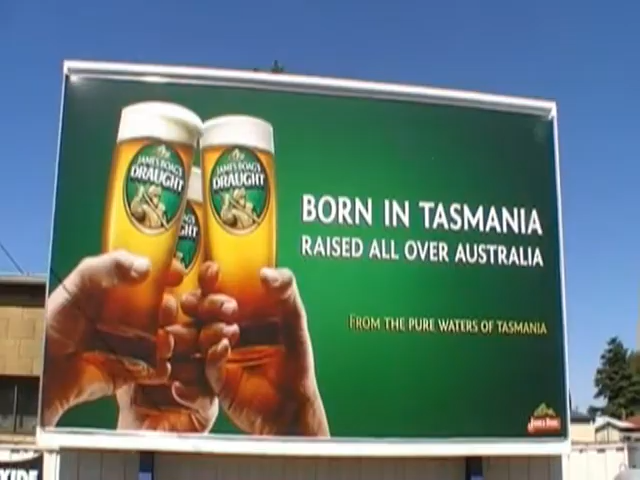 JAMES BOAG'S
DRAUGHT
JAMES BOAG'S
DRAUGHT
BORN IN TASMANIA
RAISED ALL OVER AUSTRALIA
FROM THE PURE WATERS OF TASMANIA